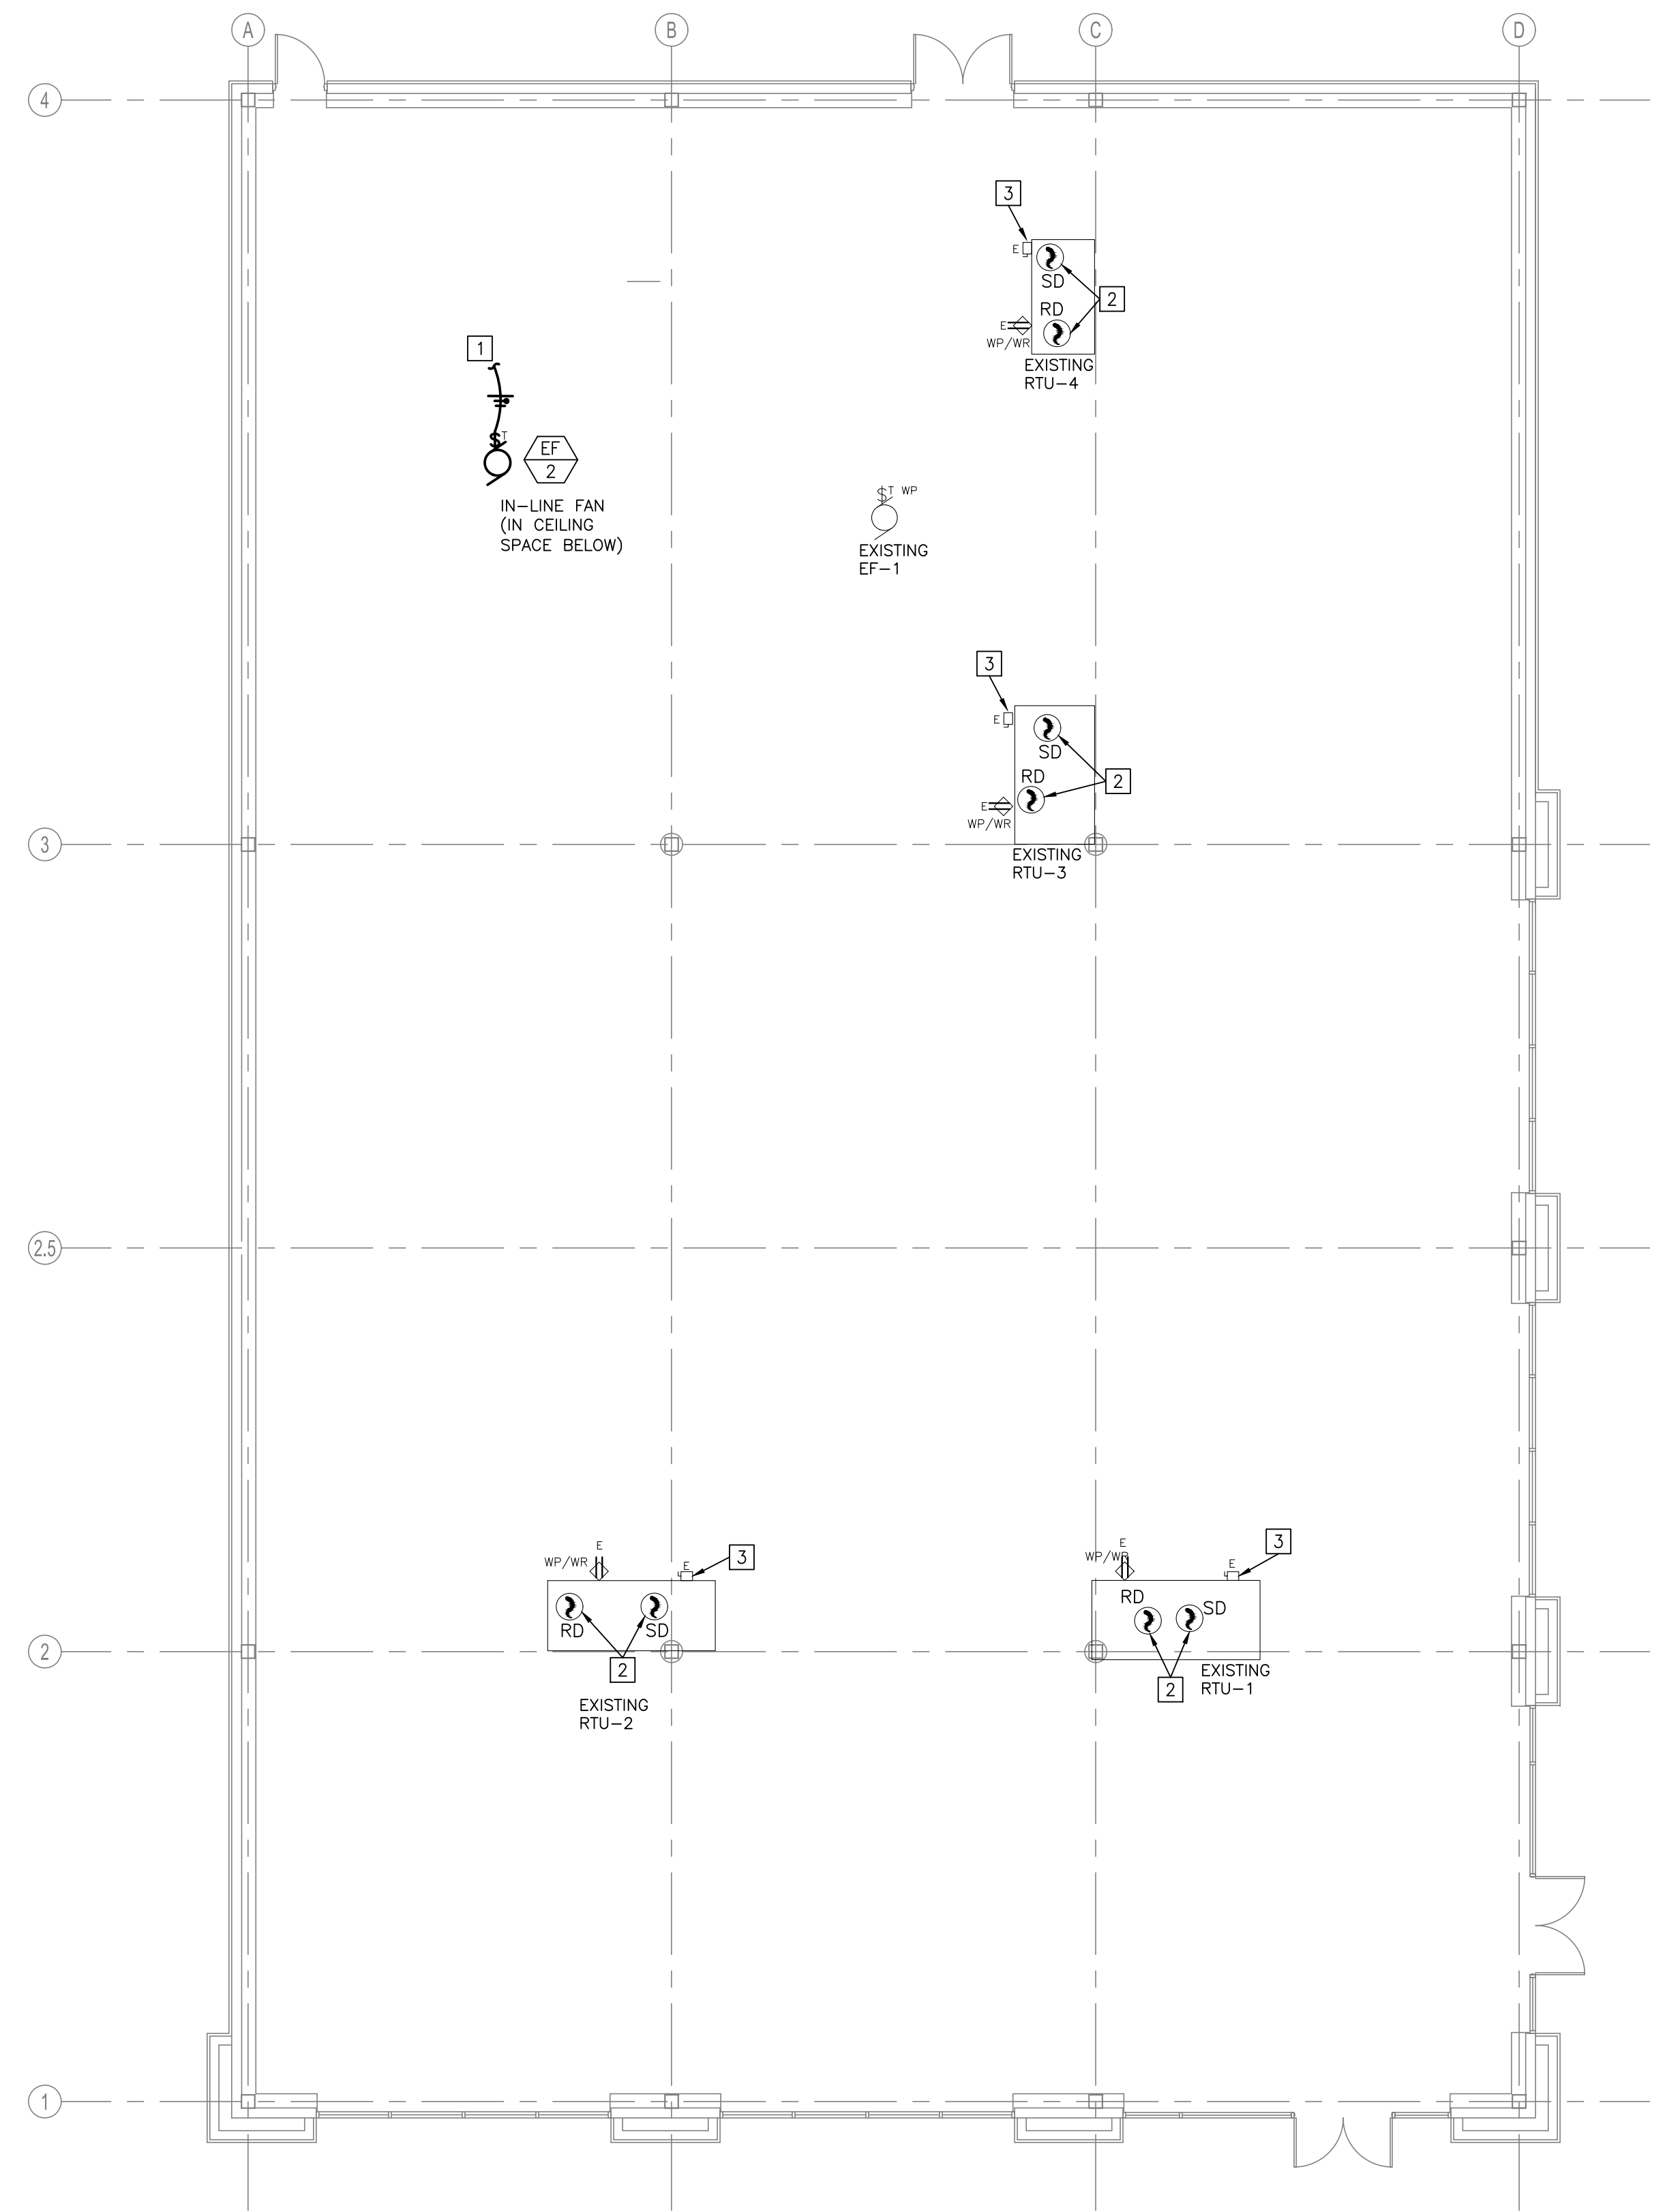 A
B
C
D
4
3
E
SD
2
RD
E
WP/WR
EXISTING
RTU-4
1
$T
EF
2
IN-LINE FAN
(IN CEILING
SPACE BELOW)
$T WP
EXISTING
EF-1
3
E
SD
RD
2
E
WP/WR
3
EXISTING
RTU-3
2.5
3
E
WP/WR
E
RD
SD
2
EXISTING
RTU-2
3
E
WP/WR
E
RD
SD
2
EXISTING
RTU-1
2
1